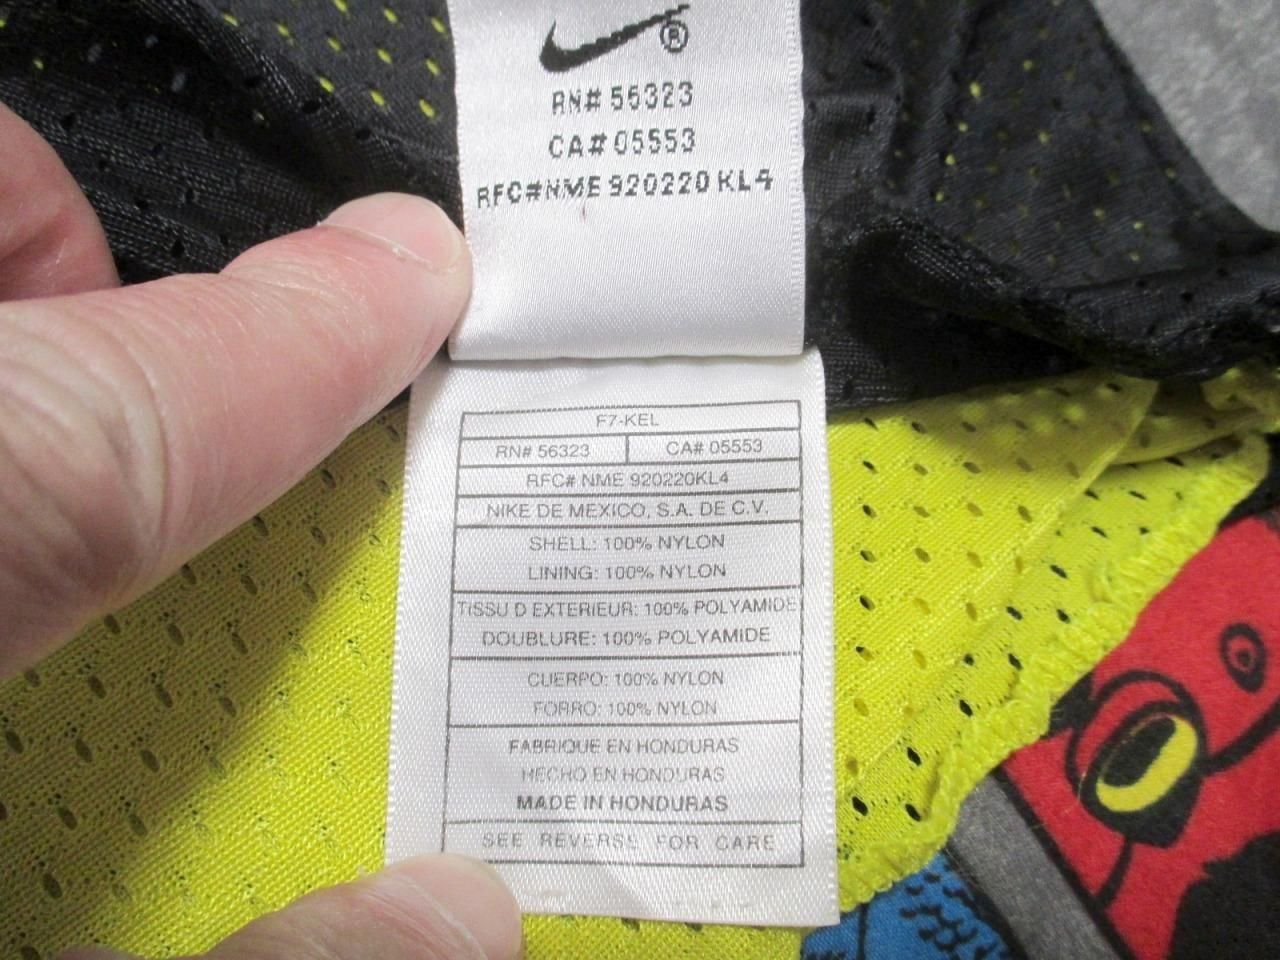 ®
RN# 56323
CA# 05553
RFC#NME 920220 KL4
F7-KEL
RN# 56323 CA# 05553
RFC# NME 920220KL4
NIKE DE MEXICO, S.A. DE C.V.
SHELL: 100% NYLON
LINING: 100% NYLON
TISSU D EXTERIEUR: 100% POLYAMIDE
DOUBLURE: 100% POLYAMIDE
CUERPO: 100% NYLON
FORRO: 100% NYLON
FABRIQUE EN HONDURAS
HECHO EN HONDURAS
MADE IN HONDURAS
SEE REVERSE FOR CARE